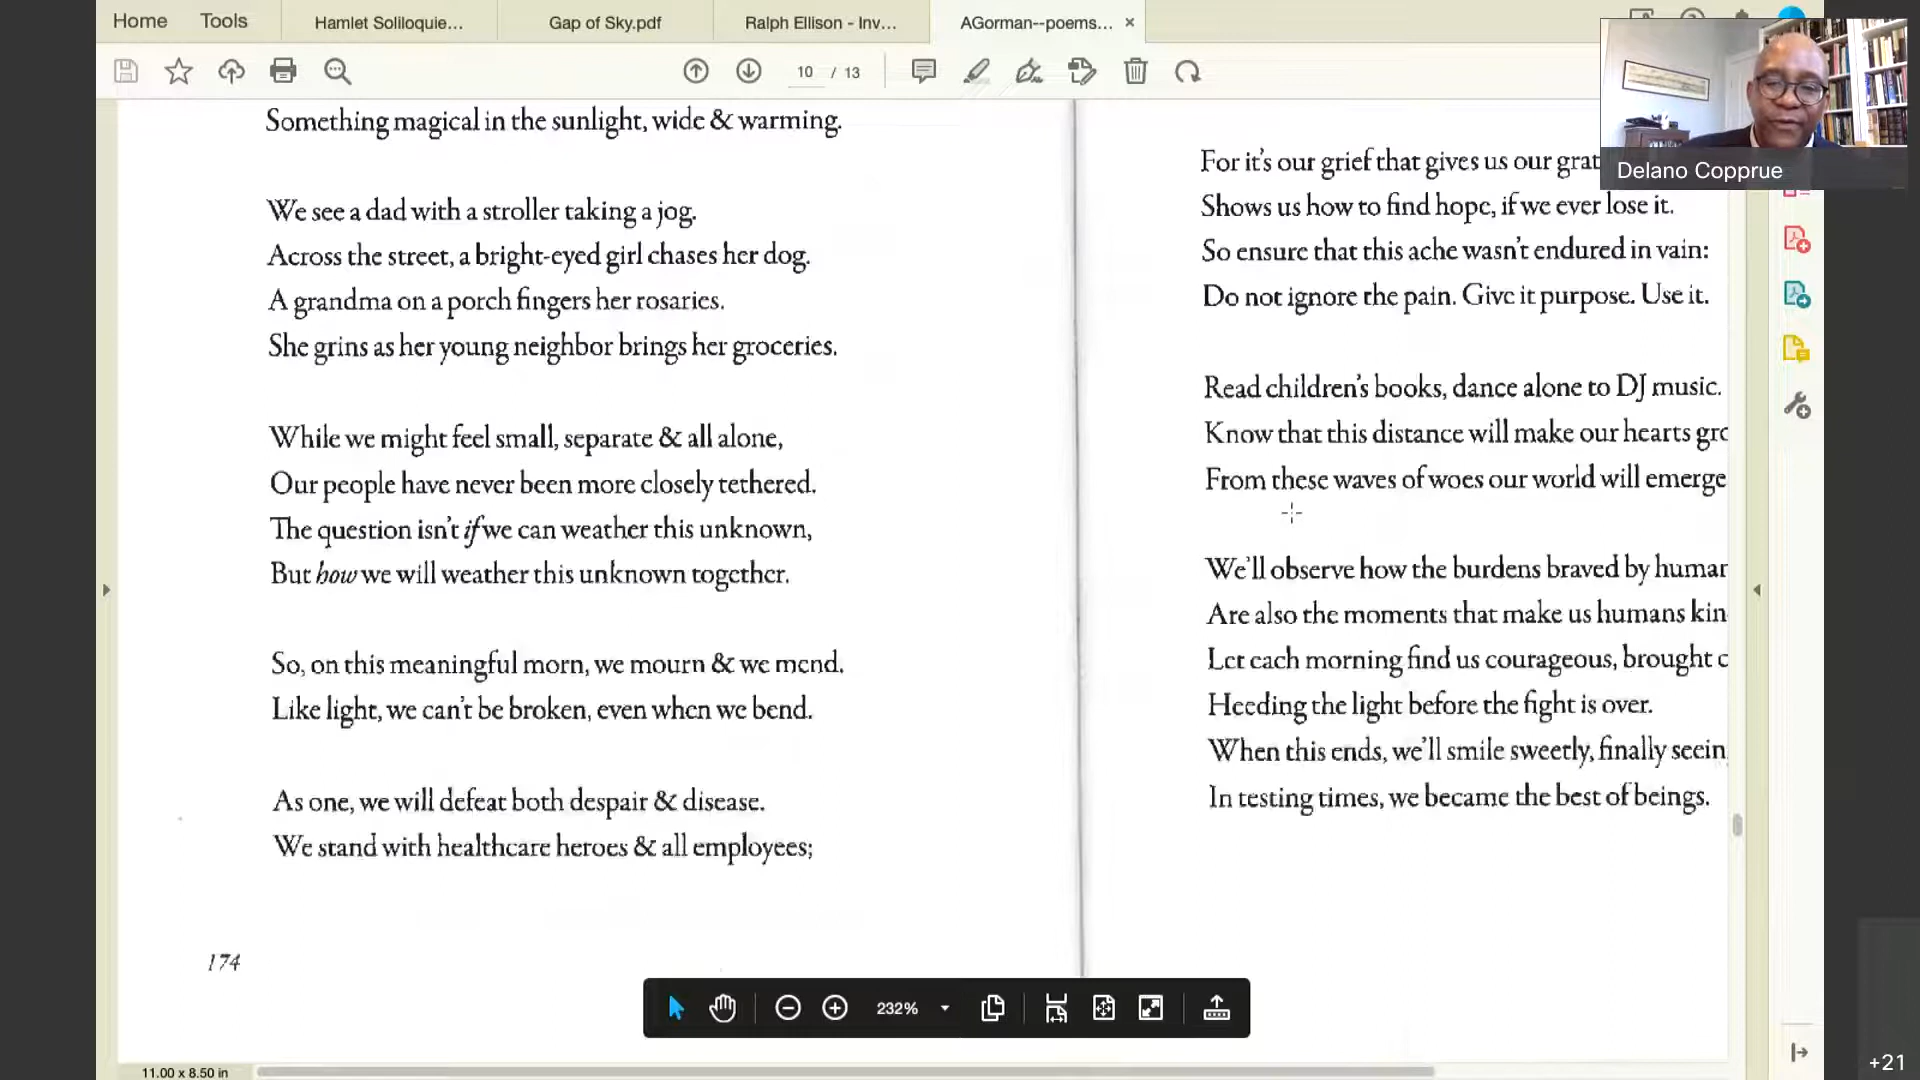 Home Tools Hamlet Soliloquie... Gap of Sky.pdf Ralph Ellison - Inv... AGorman--poems... ×
10 / 13
Delano Copprue
Something magical in the sunlight, wide & warming.
We see a dad with a stroller taking a jog.
Across the street, a bright-eyed girl chases her dog.
A grandma on a porch fingers her rosaries.
She grins as her young neighbor brings her groceries.
While we might feel small, separate & all alone,
Our people have never been more closely tethered.
The question isn't if we can weather this unknown,
But how we will weather this unknown together.
So, on this meaningful morn, we mourn & we mend.
Like light, we can't be broken, even when we bend.
As one, we will defeat both despair & disease.
We stand with healthcare heroes & all employees;
174
For it's our grief that gives us our grat
Shows us how to find hope, if we ever lose it.
So ensure that this ache wasn't endured in vain:
Do not ignore the pain. Give it purpose. Use it.
Read children's books, dance alone to DJ music.
Know that this distance will make our hearts gro
From these waves of woes our world will emerge
We'll observe how the burdens braved by human
Are also the moments that make us humans kin
Let each morning find us courageous, brought c
Heeding the light before the fight is over.
When this ends, we'll smile sweetly, finally seein
In testing times, we became the best of beings.
232%
11.00 x 8.50 in
+21